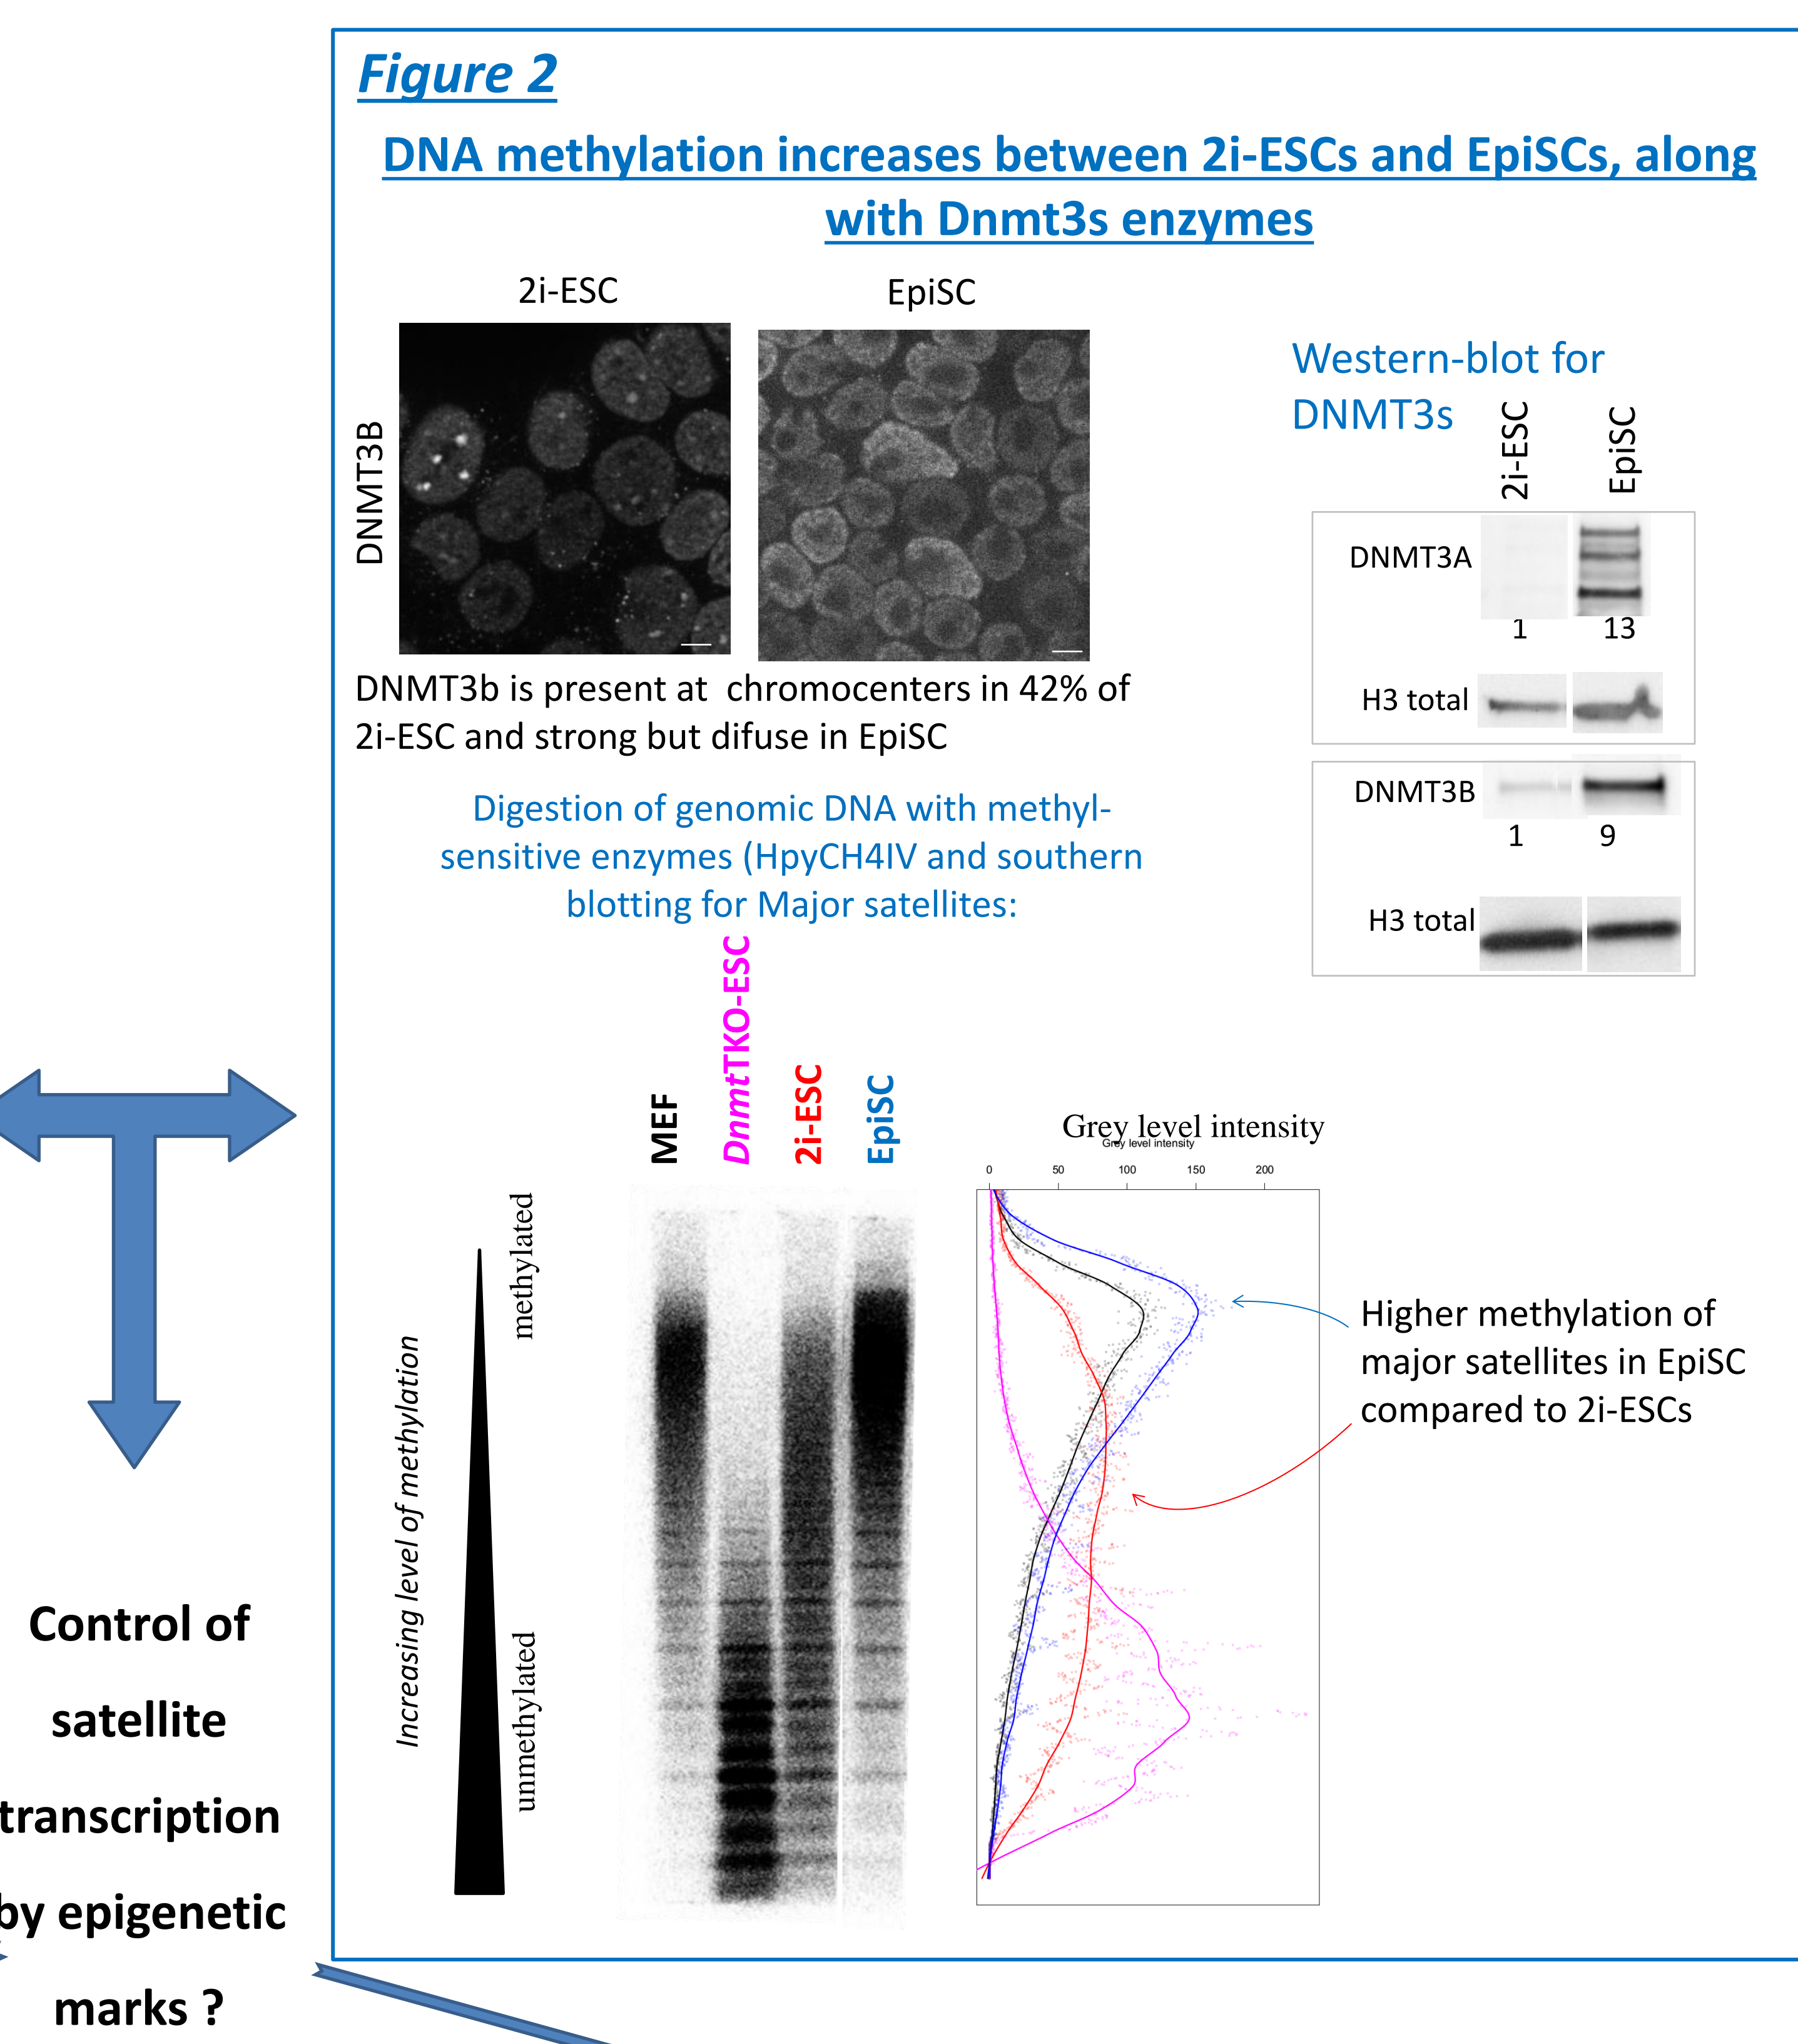 Figure 2
DNA methylation increases between 2i-ESCs and EpiSCs, along
with Dnmt3s enzymes
2i-ESC
EpiSC
DNMT3B
DNMT3b is present at chromocenters in 42% of
2i-ESC and strong but difuse in EpiSC
Western-blot for
DNMT3s
2i-ESC
EpiSC
DNMT3A
1
13
H3 total
DNMT3B
1
9
H3 total
Digestion of genomic DNA with methyl-
sensitive enzymes (HpyCH4IV and southern
blotting for Major satellites:
MEF
DnmtTKO-ESC
2i-ESC
EpiSC
Increasing level of methylation
methylated
unmethylated
Grey level intensity
Grey level intensity
0
50
100
150
200
Higher methylation of
major satellites in EpiSC
compared to 2i-ESCs
Control of
satellite
transcription
by epigenetic
marks ?